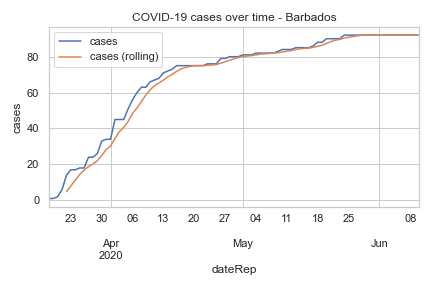 COVID-19 cases over time - Barbados
cases
cases (rolling)
cases
80
60
40
20
0
23 30 06 13 20 27 04 11 18 25 08
Apr May Jun
2020
dateRep